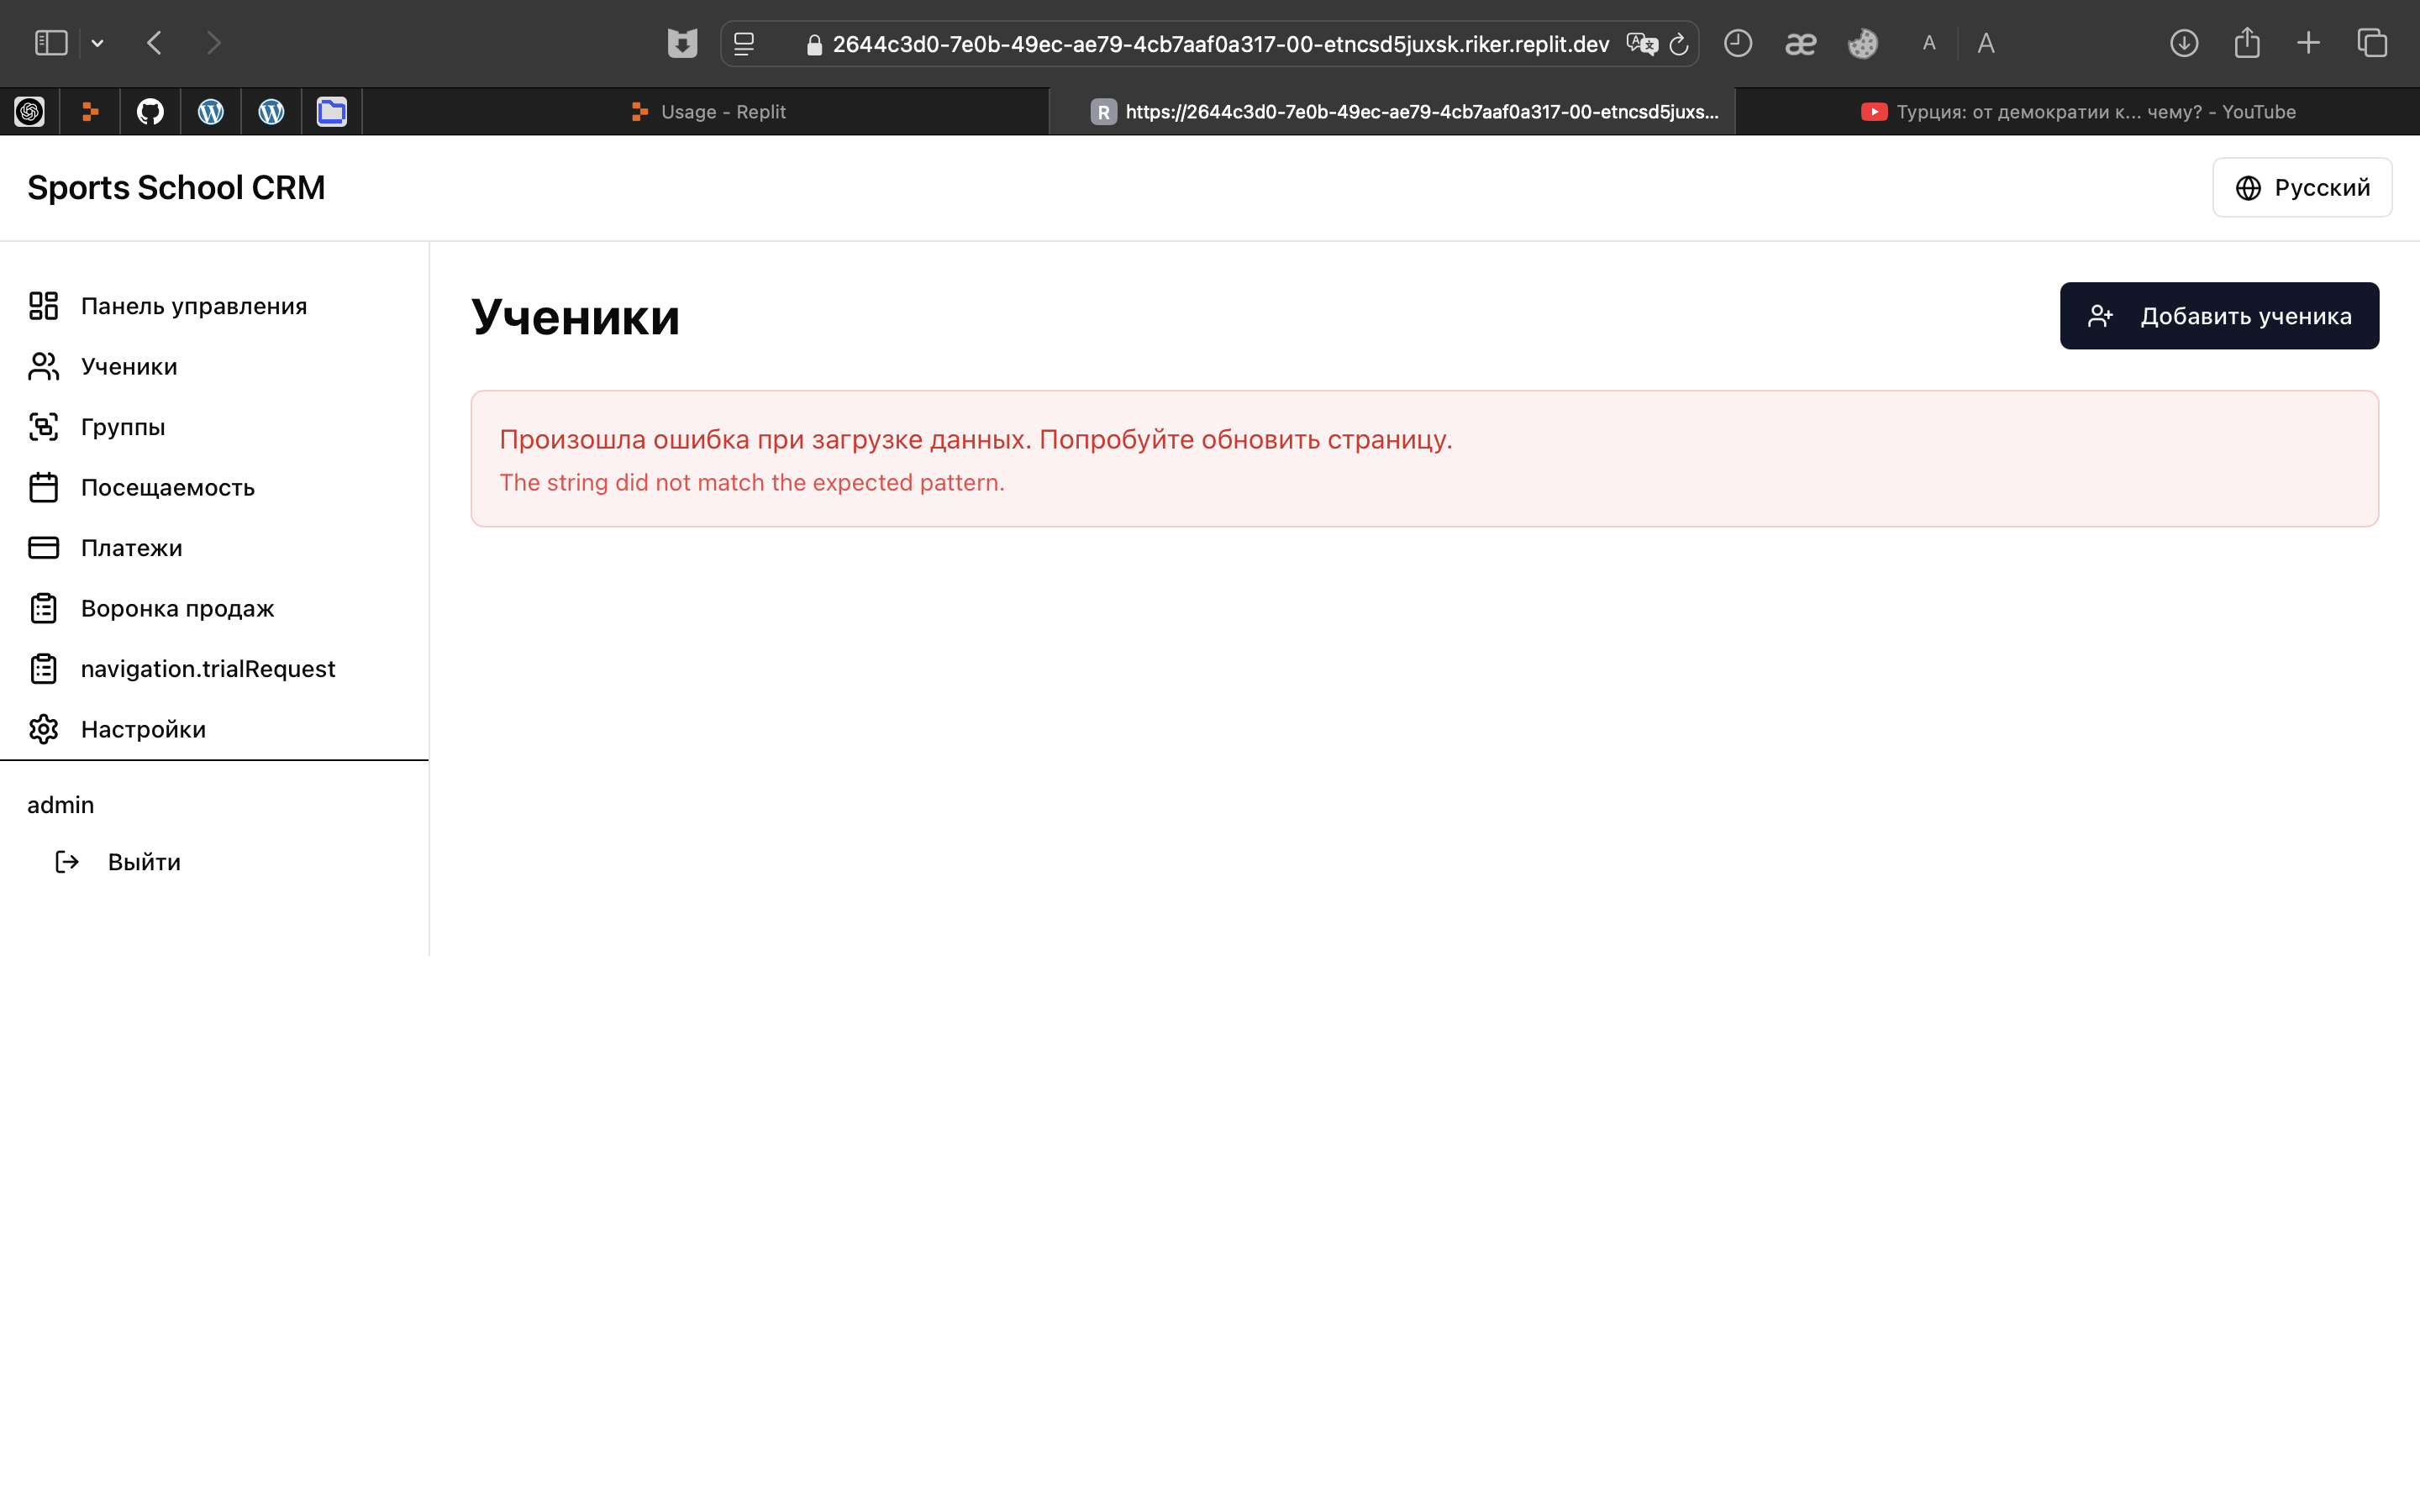 2644c3d0-7e0b-49ec-ae79-4cb7aaf0a317-00-etncsd5juxsk.riker.replit.dev
A A
Usage - Replit
R https://2644c3d0-7e0b-49ec-ae79-4cb7aaf0a317-00-etncsd5juxs...
Турция: от демократии к... чему? - YouTube
Sports School CRM
Русский
Панель управления
Ученики
Группы
Посещаемость
Платежи
Воронка продаж
navigation.trialRequest
Настройки
admin
Выйти
Ученики
Добавить ученика
Произошла ошибка при загрузке данных. Попробуйте обновить страницу.
The string did not match the expected pattern.